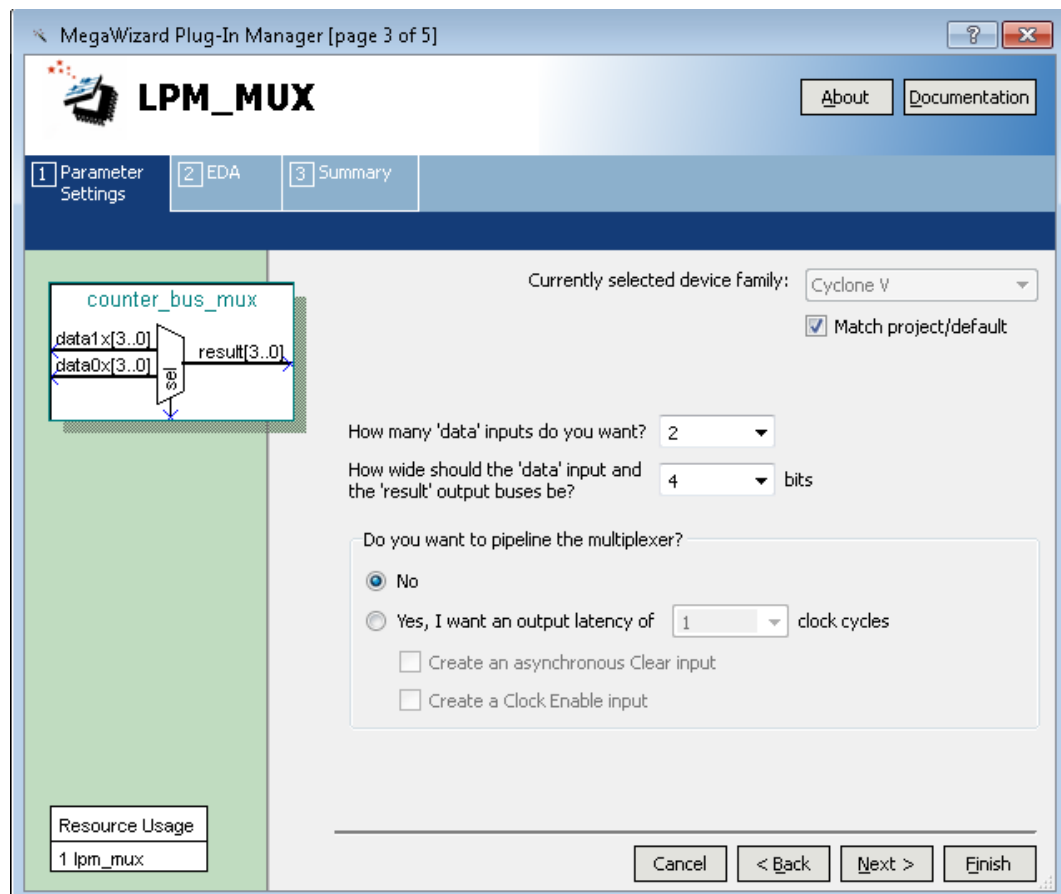 MegaWizard Plug-In Manager [page 3 of 5]
?
LPM_MUX
About
Documentation
1 Parameter
Settings
2 EDA
3 Summary
counter_bus_mux
data1x[3..0]
data0x[3..0]
result[3..0]
sel
Currently selected device family:
Cyclone V
Match project/default
How many 'data' inputs do you want?
2
How wide should the 'data' input and
the 'result' output buses be?
4
bits
Do you want to pipeline the multiplexer?
No
Yes, I want an output latency of
1
clock cycles
Create an asynchronous Clear input
Create a Clock Enable input
Resource Usage
1 lpm_mux
Cancel
< Back
Next >
Finish